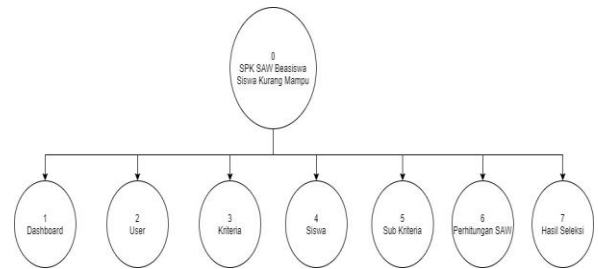 0
SPK SAW Beasiswa
Siswa Kurang Mampu
1
Dashboard
2
User
3
Kriteria
4
Siswa
5
Sub Kriteria
6
Perhitungan SAW
7
Hasil Seleksi